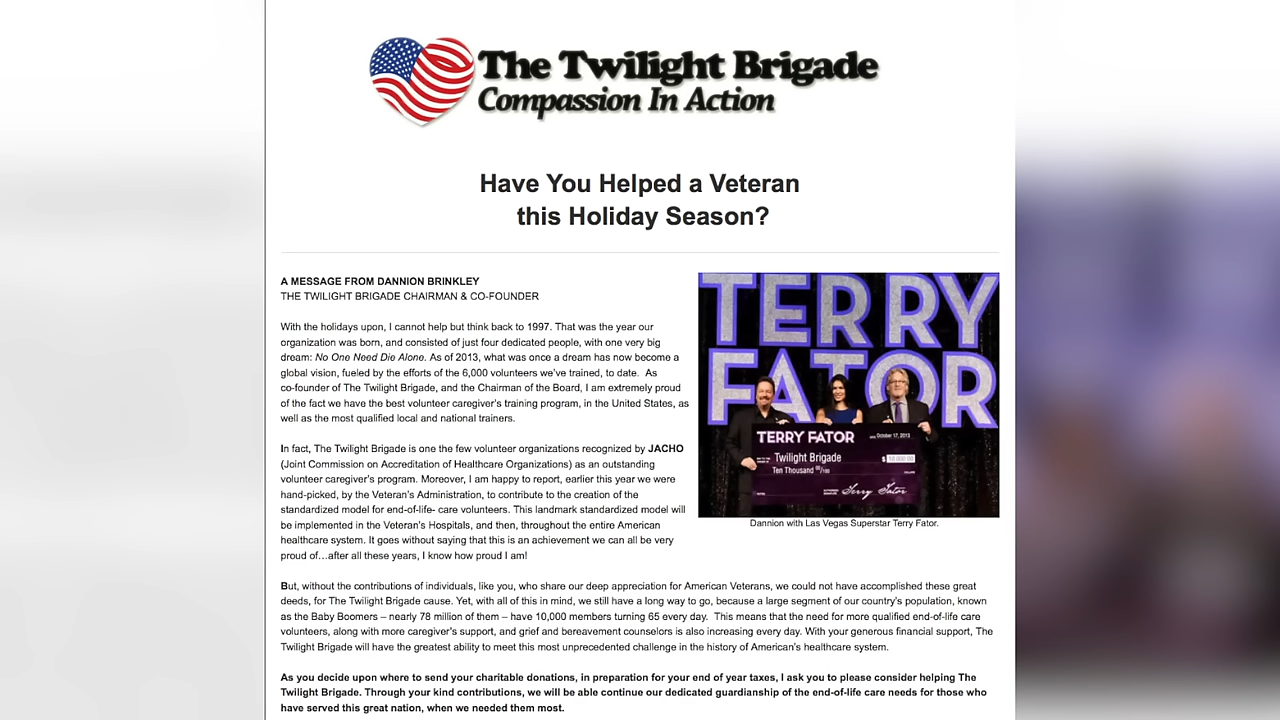 The Twilight Brigade
Compassion In Action
Have You Helped a Veteran
this Holiday Season?
A MESSAGE FROM DANNION BRINKLEY
THE TWILIGHT BRIGADE CHAIRMAN & CO-FOUNDER
With the holidays upon, I cannot help but think back to 1997. That was the year our
organization was born, and consisted of just four dedicated people, with one very big
dream: No One Need Die Alone. As of 2013, what was once a dream has now become a
global vision, fueled by the efforts of the 6,000 volunteers we've trained, to date. As
co-founder of The Twilight Brigade, and the Chairman of the Board, I am extremely proud
of the fact we have the best volunteer caregiver's training program, in the United States, as
well as the most qualified local and national trainers.
In fact, The Twilight Brigade is one the few volunteer organizations recognized by JACHO
(Joint Commission on Accreditation of Healthcare Organizations) as an outstanding
volunteer caregiver's program. Moreover, I am happy to report, earlier this year we were
hand-picked, by the Veteran's Administration, to contribute to the creation of the
standardized model for end-of-life- care volunteers. This landmark standardized model will
be implemented in the Veteran's Hospitals, and then, throughout the entire American
healthcare system. It goes without saying that this is an achievement we can all be very
proud of…after all these years, I know how proud I am!
TERRY
FATOR
TERRY FATOR
October 17, 2013
Twilight Brigade
$
Ten Thousand 00/100
Terry Fator
Dannion with Las Vegas Superstar Terry Fator.
But, without the contributions of individuals, like you, who share our deep appreciation for American Veterans, we could not have accomplished these great
deeds, for The Twilight Brigade cause. Yet, with all of this in mind, we still have a long way to go, because a large segment of our country's population, known
as the Baby Boomers – nearly 78 million of them – have 10,000 members turning 65 every day. This means that the need for more qualified end-of-life care
volunteers, along with more caregiver's support, and grief and bereavement counselors is also increasing every day. With your generous financial support, The
Twilight Brigade will have the greatest ability to meet this most unprecedented challenge in the history of American's healthcare system.
As you decide upon where to send your charitable donations, in preparation for your end of year taxes, I ask you to please consider helping The
Twilight Brigade. Through your kind contributions, we will be able continue our dedicated guardianship of the end-of-life care needs for those who
have served this great nation, when we needed them most.